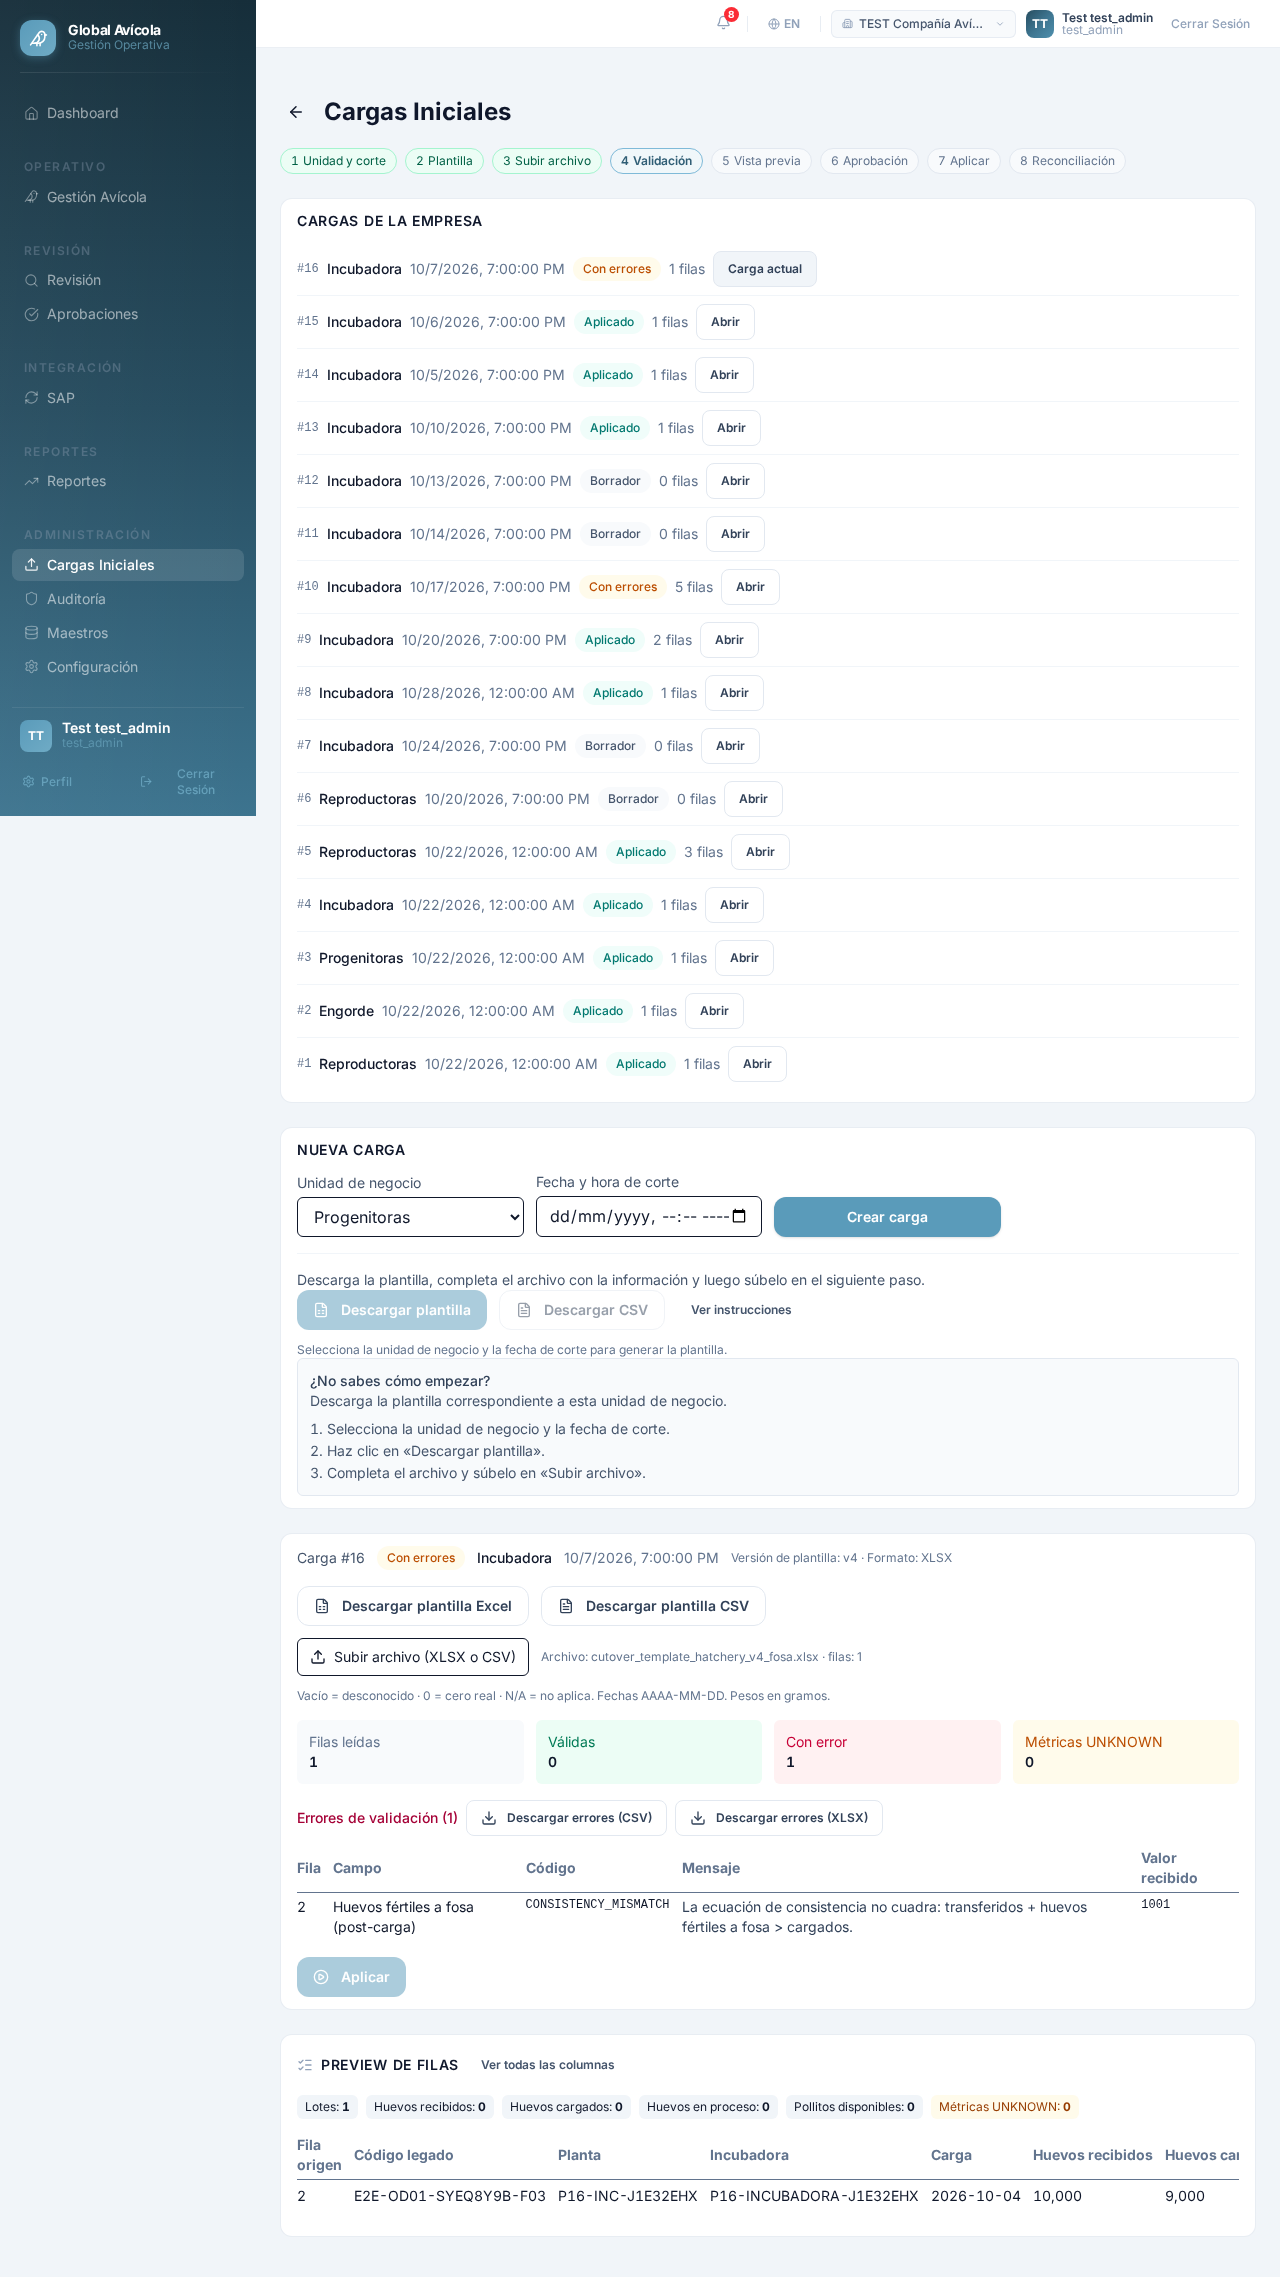 Global Avícola
Gestión Operativa
Dashboard
OPERATIVO
Gestión Avícola
REVISIÓN
Revisión
Aprobaciones
INTEGRACIÓN
SAP
REPORTES
Reportes
ADMINISTRACIÓN
Cargas Iniciales
Auditoría
Maestros
Configuración
TT Test test_admin
test_admin
Perfil
Cerrar Sesión
8
EN
TEST Compañía Aví...
TT Test test_admin
test_admin
Cerrar Sesión
Cargas Iniciales
1 Unidad y corte 2 Plantilla 3 Subir archivo 4 Validación 5 Vista previa 6 Aprobación 7 Aplicar 8 Reconciliación
CARGAS DE LA EMPRESA
#16 Incubadora 10/7/2026, 7:00:00 PM Con errores 1 filas Carga actual
#15 Incubadora 10/6/2026, 7:00:00 PM Aplicado 1 filas Abrir
#14 Incubadora 10/5/2026, 7:00:00 PM Aplicado 1 filas Abrir
#13 Incubadora 10/10/2026, 7:00:00 PM Aplicado 1 filas Abrir
#12 Incubadora 10/13/2026, 7:00:00 PM Borrador 0 filas Abrir
#11 Incubadora 10/14/2026, 7:00:00 PM Borrador 0 filas Abrir
#10 Incubadora 10/17/2026, 7:00:00 PM Con errores 5 filas Abrir
#9 Incubadora 10/20/2026, 7:00:00 PM Aplicado 2 filas Abrir
#8 Incubadora 10/28/2026, 12:00:00 AM Aplicado 1 filas Abrir
#7 Incubadora 10/24/2026, 7:00:00 PM Borrador 0 filas Abrir
#6 Reproductoras 10/20/2026, 7:00:00 PM Borrador 0 filas Abrir
#5 Reproductoras 10/22/2026, 12:00:00 AM Aplicado 3 filas Abrir
#4 Incubadora 10/22/2026, 12:00:00 AM Aplicado 1 filas Abrir
#3 Progenitoras 10/22/2026, 12:00:00 AM Aplicado 1 filas Abrir
#2 Engorde 10/22/2026, 12:00:00 AM Aplicado 1 filas Abrir
#1 Reproductoras 10/22/2026, 12:00:00 AM Aplicado 1 filas Abrir
NUEVA CARGA
Unidad de negocio Fecha y hora de corte
Progenitoras dd/mm/yyyy, --:-- ---- Crear carga
Descarga la plantilla, completa el archivo con la información y luego súbelo en el siguiente paso.
Descargar plantilla Descargar CSV Ver instrucciones
Selecciona la unidad de negocio y la fecha de corte para generar la plantilla.
¿No sabes cómo empezar?
Descarga la plantilla correspondiente a esta unidad de negocio.
1. Selecciona la unidad de negocio y la fecha de corte.
2. Haz clic en «Descargar plantilla».
3. Completa el archivo y súbelo en «Subir archivo».
Carga #16 Con errores Incubadora 10/7/2026, 7:00:00 PM Versión de plantilla: v4 · Formato: XLSX
Descargar plantilla Excel Descargar plantilla CSV
Subir archivo (XLSX o CSV) Archivo: cutover_template_hatchery_v4_fosa.xlsx · filas: 1
Vacío = desconocido · 0 = cero real · N/A = no aplica. Fechas AAAA-MM-DD. Pesos en gramos.
Filas leídas Válidas Con error Métricas UNKNOWN
1 0 1 0
Errores de validación (1) Descargar errores (CSV) Descargar errores (XLSX)
Fila Campo Código Mensaje Valor recibido
2 Huevos fértiles a fosa (post-carga) CONSISTENCY_MISMATCH La ecuación de consistencia no cuadra: transferidos + huevos fértiles a fosa > cargados. 1001
Aplicar
PREVIEW DE FILAS Ver todas las columnas
Lotes: 1 Huevos recibidos: 0 Huevos cargados: 0 Huevos en proceso: 0 Pollitos disponibles: 0 Métricas UNKNOWN: 0
Fila origen Código legado Planta Incubadora Carga Huevos recibidos Huevos car
2 E2E-OD01-SYEQ8Y9B-F03 P16-INC-J1E32EHX P16-INCUBADORA-J1E32EHX 2026-10-04 10,000 9,000